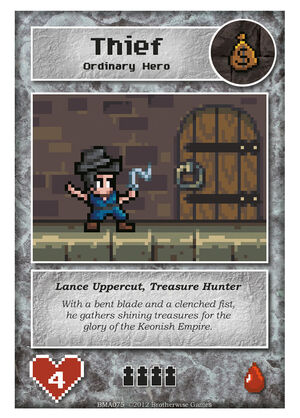 Thief
Ordinary Hero
Lance Uppercut, Treasure Hunter
With a bent blade and a clenched fist,
he gathers shining treasures for the
glory of the Keonish Empire.
4
BMA075 ©2012 Brotherwise Games